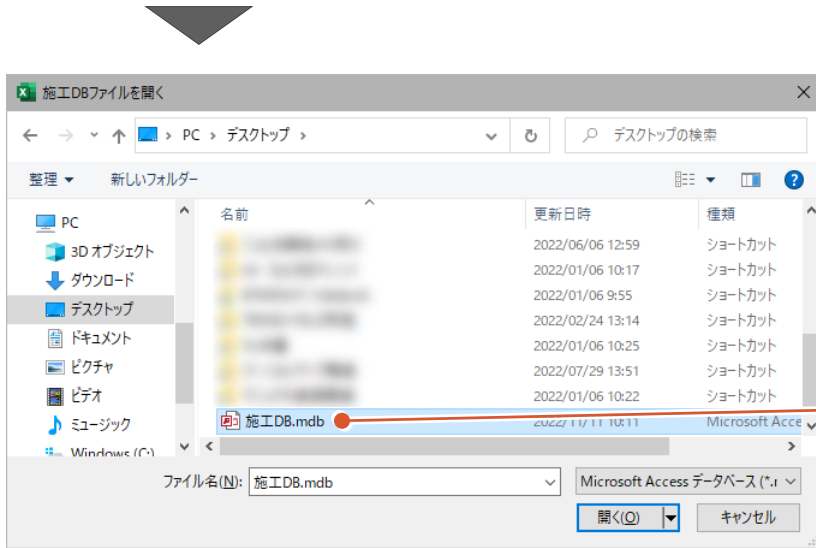 施工DBファイルを開く
PC › デスクトップ ›
デスクトップの検索
整理 新しいフォルダー
名前 更新日時 種類
PC
3D オブジェクト
ダウンロード
デスクトップ
ドキュメント
ピクチャ
ビデオ
ミュージック
Windows (C:)
2022/06/06 12:59 ショートカット
2022/01/06 10:17 ショートカット
2022/01/06 9:55 ショートカット
2022/02/24 13:14 ショートカット
2022/01/06 10:25 ショートカット
2022/07/29 13:51 ショートカット
2022/01/06 10:22 ショートカット
施工DB.mdb 2022/11/11 10:11 Microsoft Acce
ファイル名(N): 施工DB.mdb Microsoft Access データベース (*.r
開く(O) キャンセル